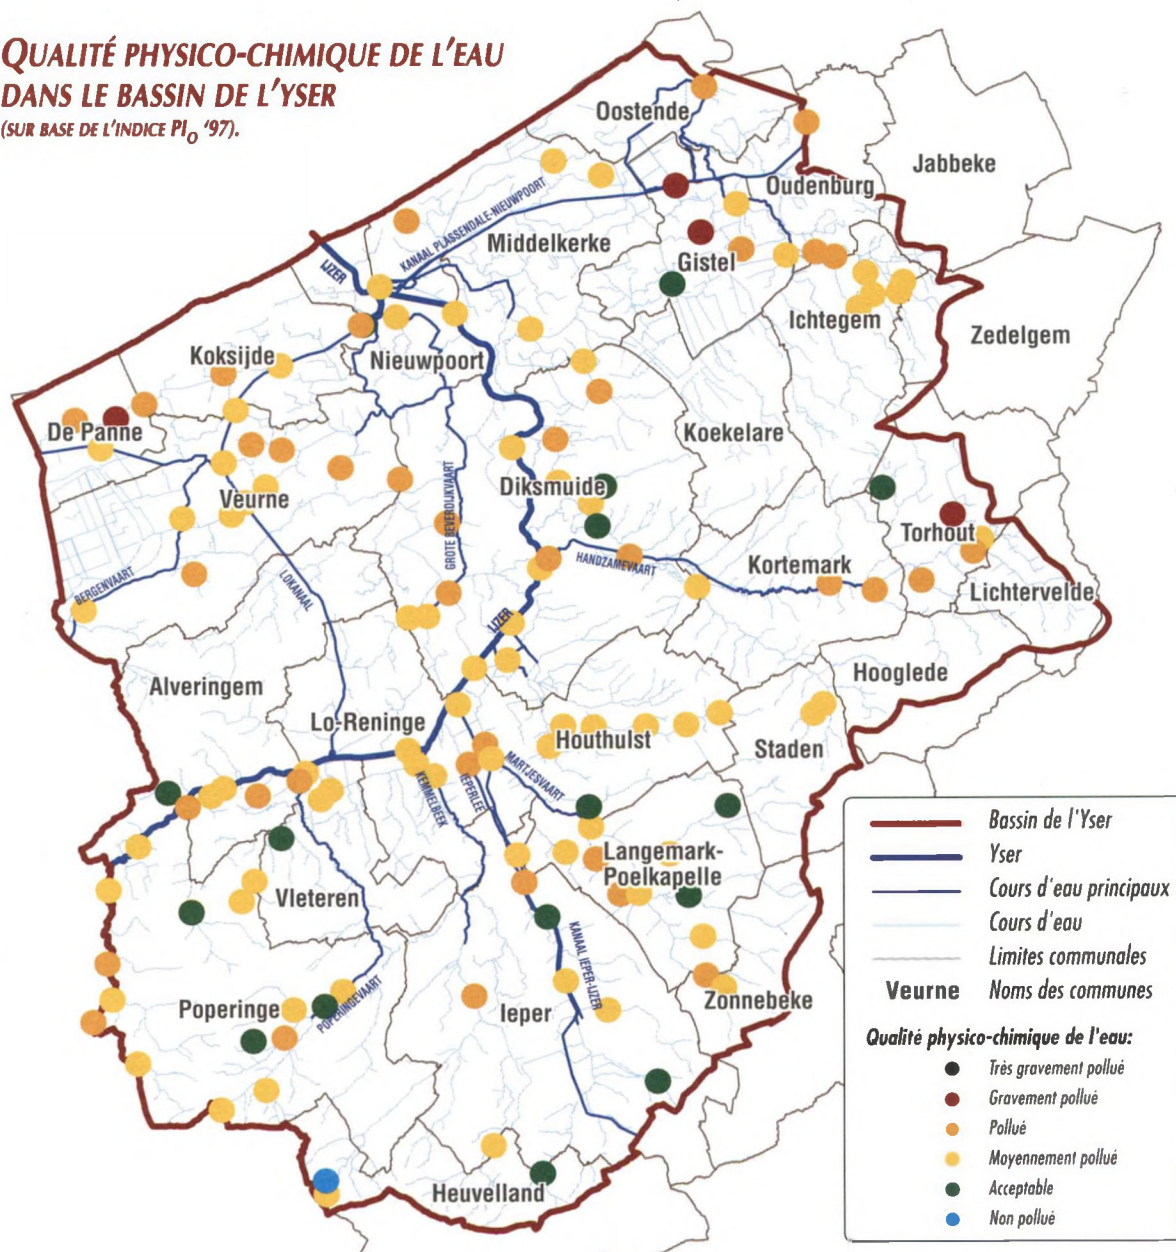 QUALITÉ PHYSICO-CHIMIQUE DE L'EAU
DANS LE BASSIN DE L'YSER
(SUR BASE DE L'INDICE PIO '97).
Oostende
Jabbeke
Oudenburg
KANAAL PLASSENDALE-NIEUWPOORT
Middelkerke
Gistel
IJZER
Ichtegem
Zedelgem
Koksijde
Nieuwpoort
De Panne
Koekelare
Veurne
GROTE BEVERDIJKVAART
Diksmuide
Torhout
BERGENVAART
LOKANAAL
HANDZAMEVAART
Kortemark
Lichtervelde
IJZER
Alveringem
Hooglede
Lo-Reninge
Houthulst
Staden
KEMMELBEEK
IEPERLEE
MARTJESVAART
Langemark-
Poelkapelle
Vleteren
KANAAL IEPER-IJZER
Poperinge
POPERINGEVAART
Ieper
Zonnebeke
Heuvelland
Bassin de l'Yser
Yser
Cours d'eau principaux
Cours d'eau
Limites communales
Veurne Noms des communes
Qualité physico-chimique de l'eau:
Très gravement pollué
Gravement pollué
Pollué
Moyennement pollué
Acceptable
Non pollué